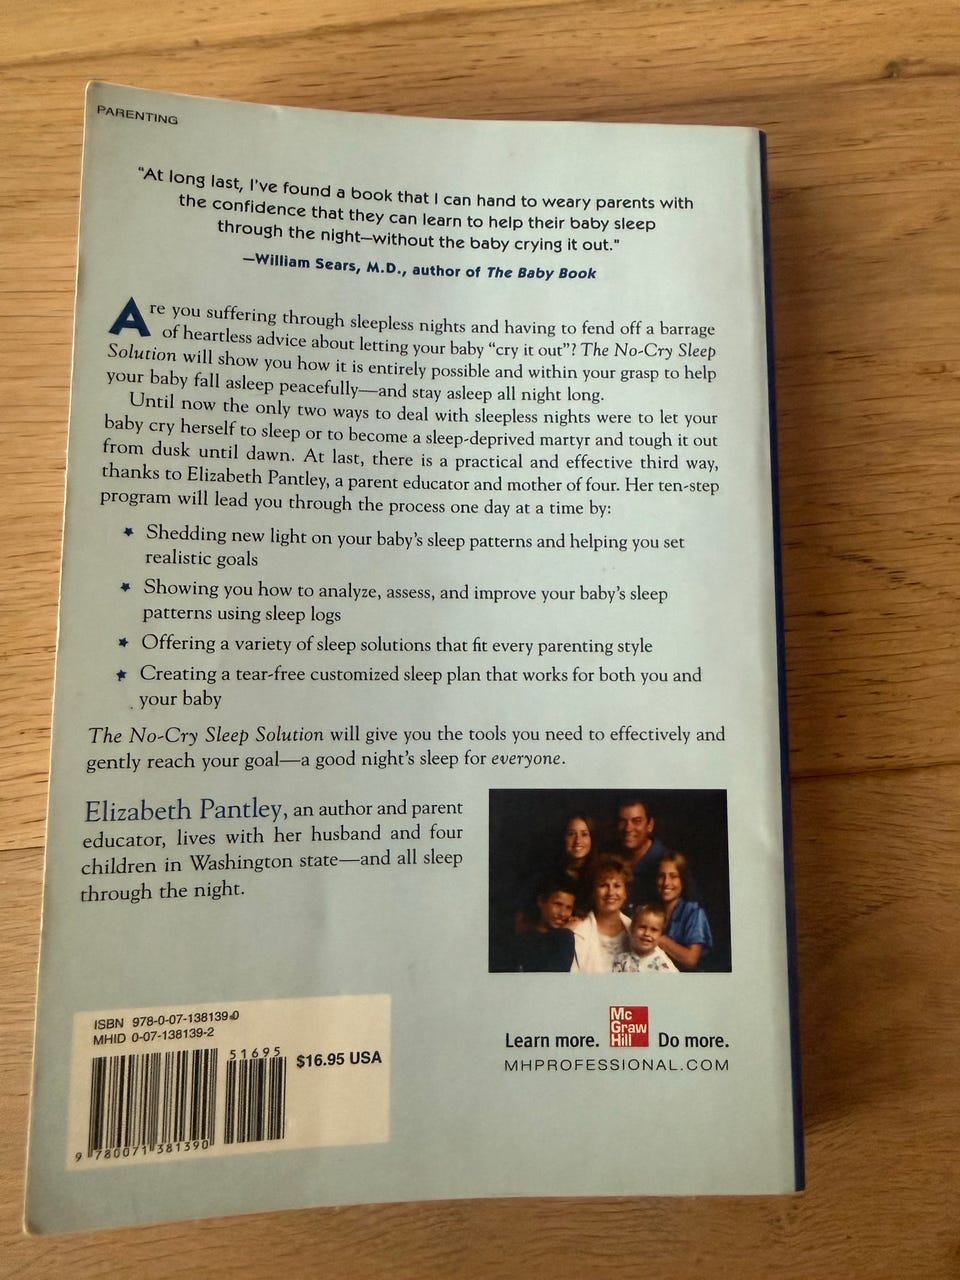 PARENTING
"At long last, I've found a book that I can hand to weary parents with
the confidence that they can learn to help their baby sleep
through the night—without the baby crying it out."
—William Sears, M.D., author of The Baby Book
Are you suffering through sleepless nights and having to fend off a barrage
of heartless advice about letting your baby "cry it out"? The No-Cry Sleep
Solution will show you how it is entirely possible and within your grasp to help
your baby fall asleep peacefully—and stay asleep all night long.
Until now the only two ways to deal with sleepless nights were to let your
baby cry herself to sleep or to become a sleep-deprived martyr and tough it out
from dusk until dawn. At last, there is a practical and effective third way,
thanks to Elizabeth Pantley, a parent educator and mother of four. Her ten-step
program will lead you through the process one day at a time by:
★ Shedding new light on your baby's sleep patterns and helping you set
realistic goals
★ Showing you how to analyze, assess, and improve your baby's sleep
patterns using sleep logs
★ Offering a variety of sleep solutions that fit every parenting style
★ Creating a tear-free customized sleep plan that works for both you and
your baby
The No-Cry Sleep Solution will give you the tools you need to effectively and
gently reach your goal—a good night's sleep for everyone.
Elizabeth Pantley, an author and parent
educator, lives with her husband and four
children in Washington state—and all sleep
through the night.
ISBN 978-0-07-138139-0
MHID 0-07-138139-2
51695
$16.95 USA
9 780071 381390
Learn more.
Mc
Graw
Hill
Do more.
MHPROFESSIONAL.COM